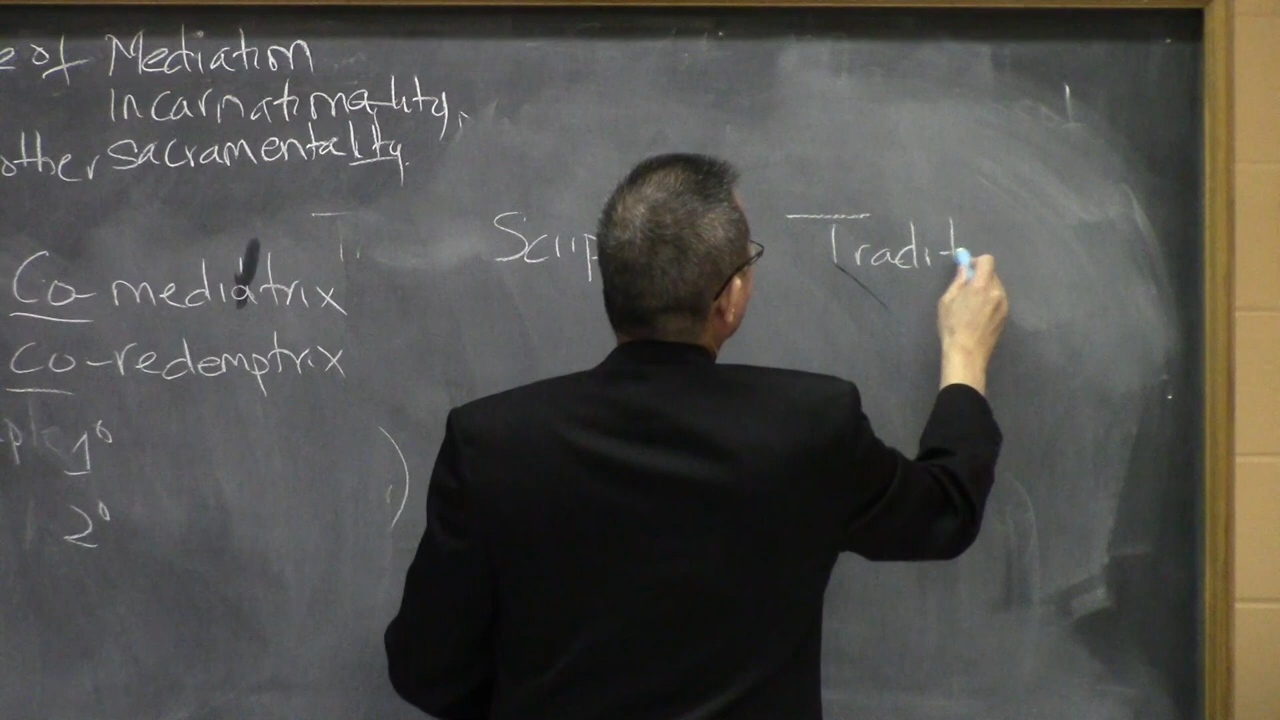 e of Mediation
Incarnationality,
other sacramentality.
Scrip Tradit
Co-mediatrix
co-redemptrix
1°
2°